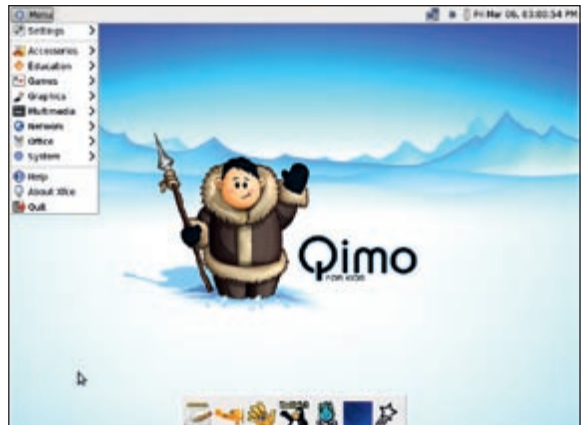 Menu
Fri Mar 06, 03:03:54 PM
Settings
Accessories
Education
Games
Graphics
Multimedia
Network
Office
System
Help
About Xfce
Quit
Qimo
FOR KIDS